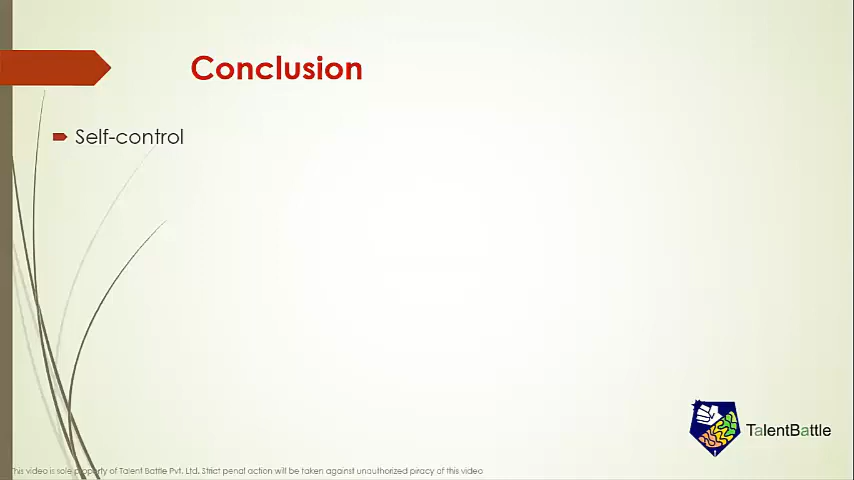 Conclusion
Self-control
TalentBattle
This video is sole property of Talent Battle Pvt. Ltd. Strict penal action will be taken against unauthorized piracy of this video